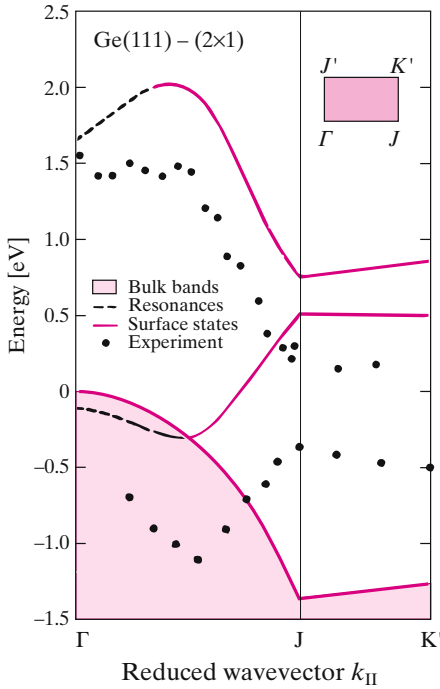 Ge(111) – (2×1)
J' K'
Γ J
Energy [eV]
2.5
2.0
1.5
1.0
0.5
0
−0.5
−1.0
−1.5
Bulk bands
Resonances
Surface states
Experiment
Γ J K'
Reduced wavevector k_II